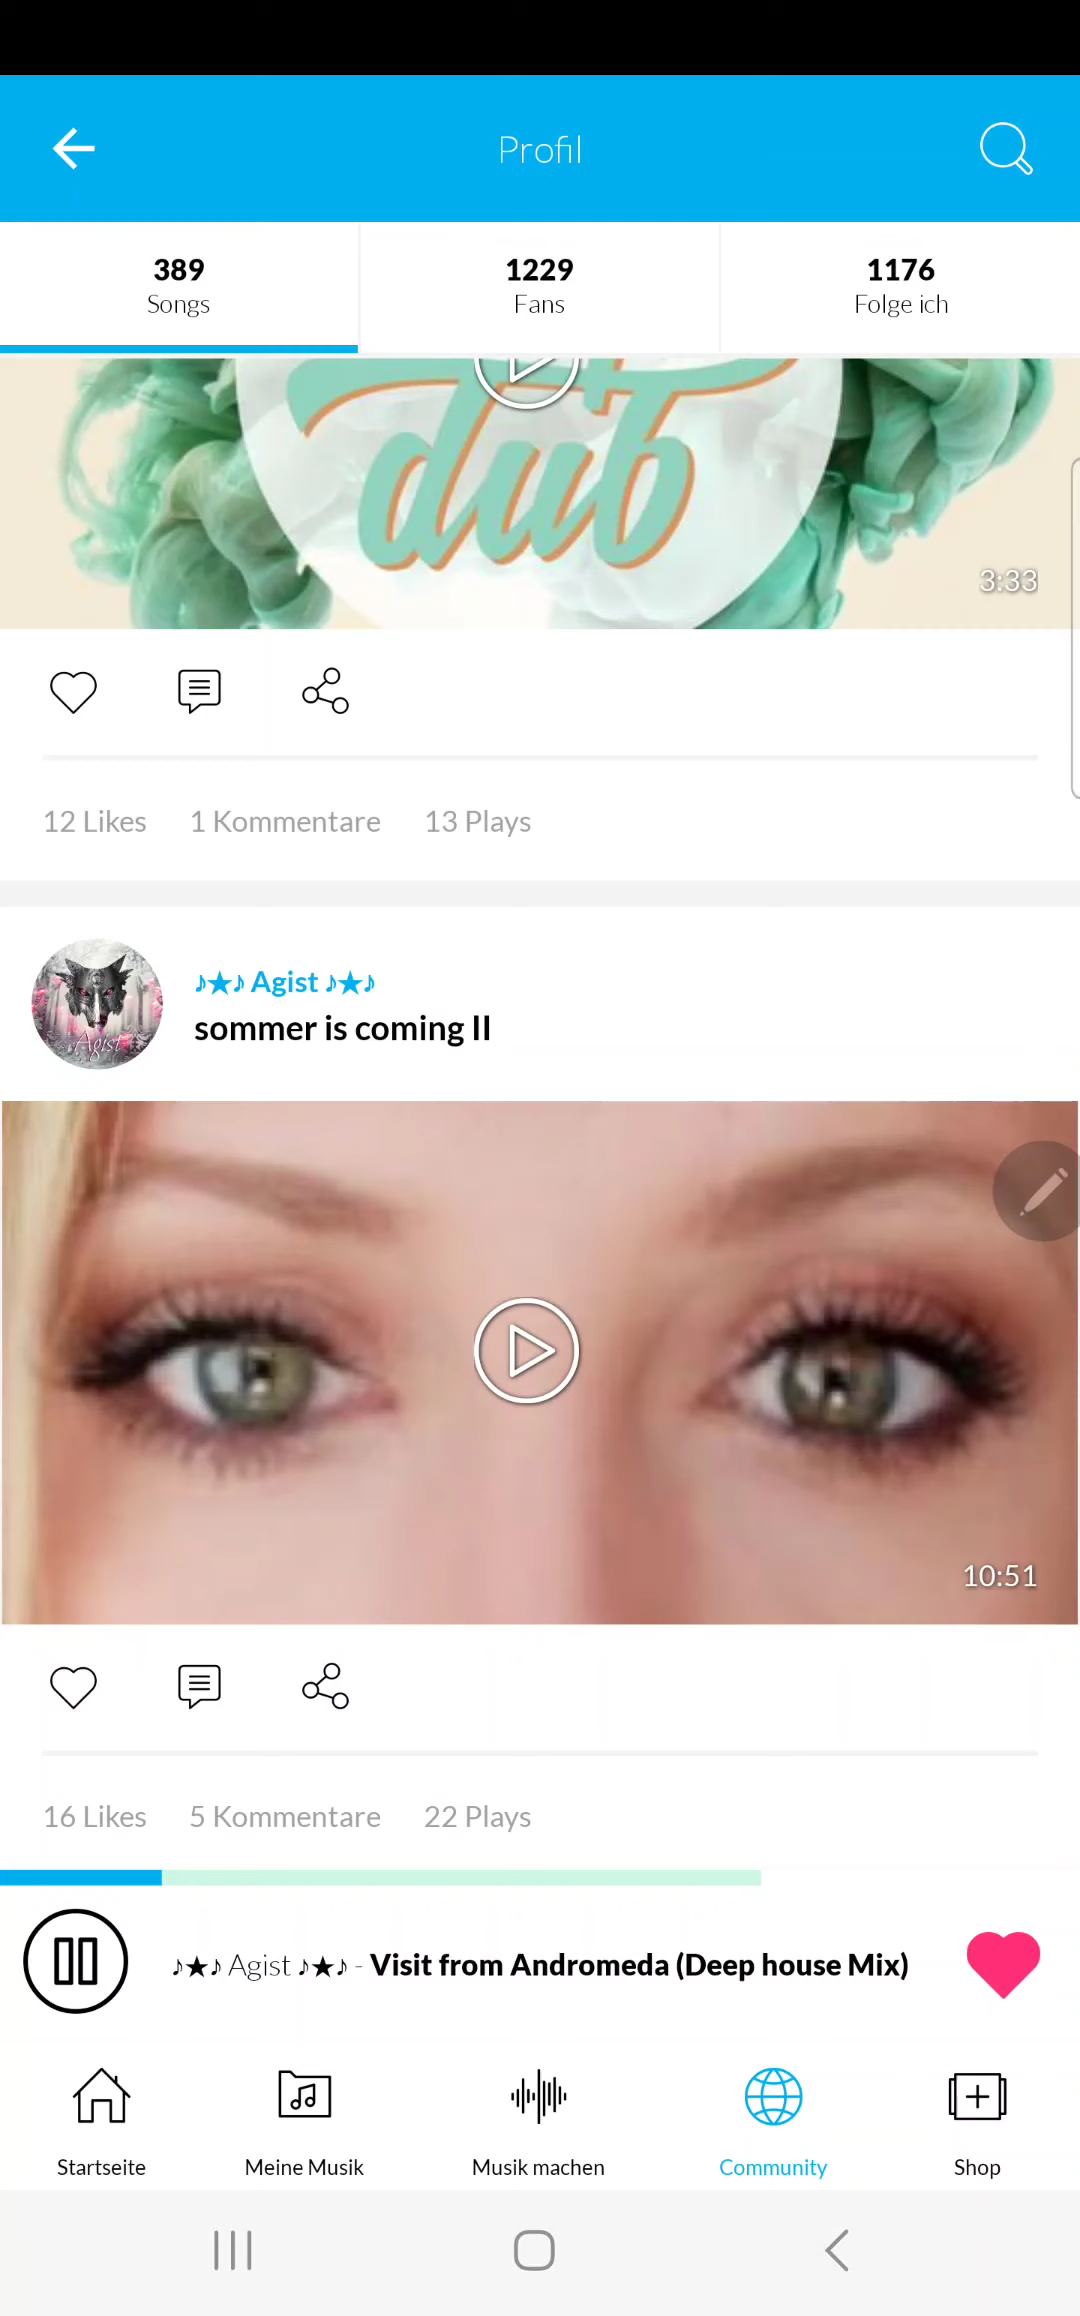 Profil
389
Songs
1229
Fans
1176
Folge ich
dub
3:33
12 Likes 1 Kommentare 13 Plays
♪★♪ Agist ♪★♪
sommer is coming II
Agist
10:51
16 Likes 5 Kommentare 22 Plays
♪★♪ Agist ♪★♪ - Visit from Andromeda (Deep house Mix)
Startseite
Meine Musik
Musik machen
Community
Shop